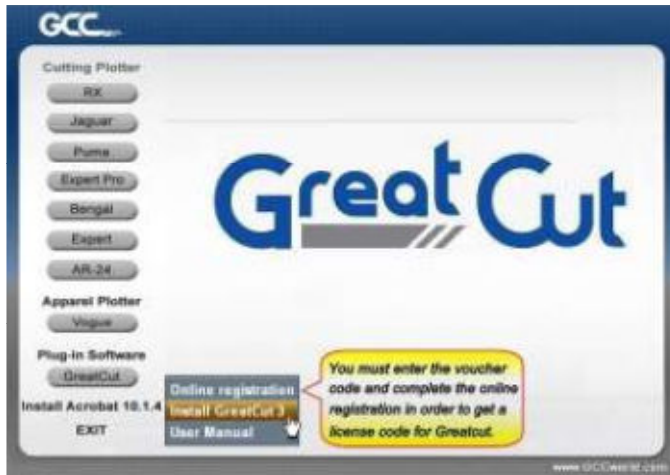 GCC
Cutting Plotter
RX
Jaguar
Puma
Expert Pro
Bengal
Expert
AR-24
Apparel Plotter
Vogue
Plug-in Software
GreatCut
Install Acrobat 10.1.4
EXIT
Great Cut
Online registration
Install GreatCut 3
User Manual
You must enter the voucher
code and complete the online
registration in order to get a
license code for Greatcut.
www.GCCworld.com